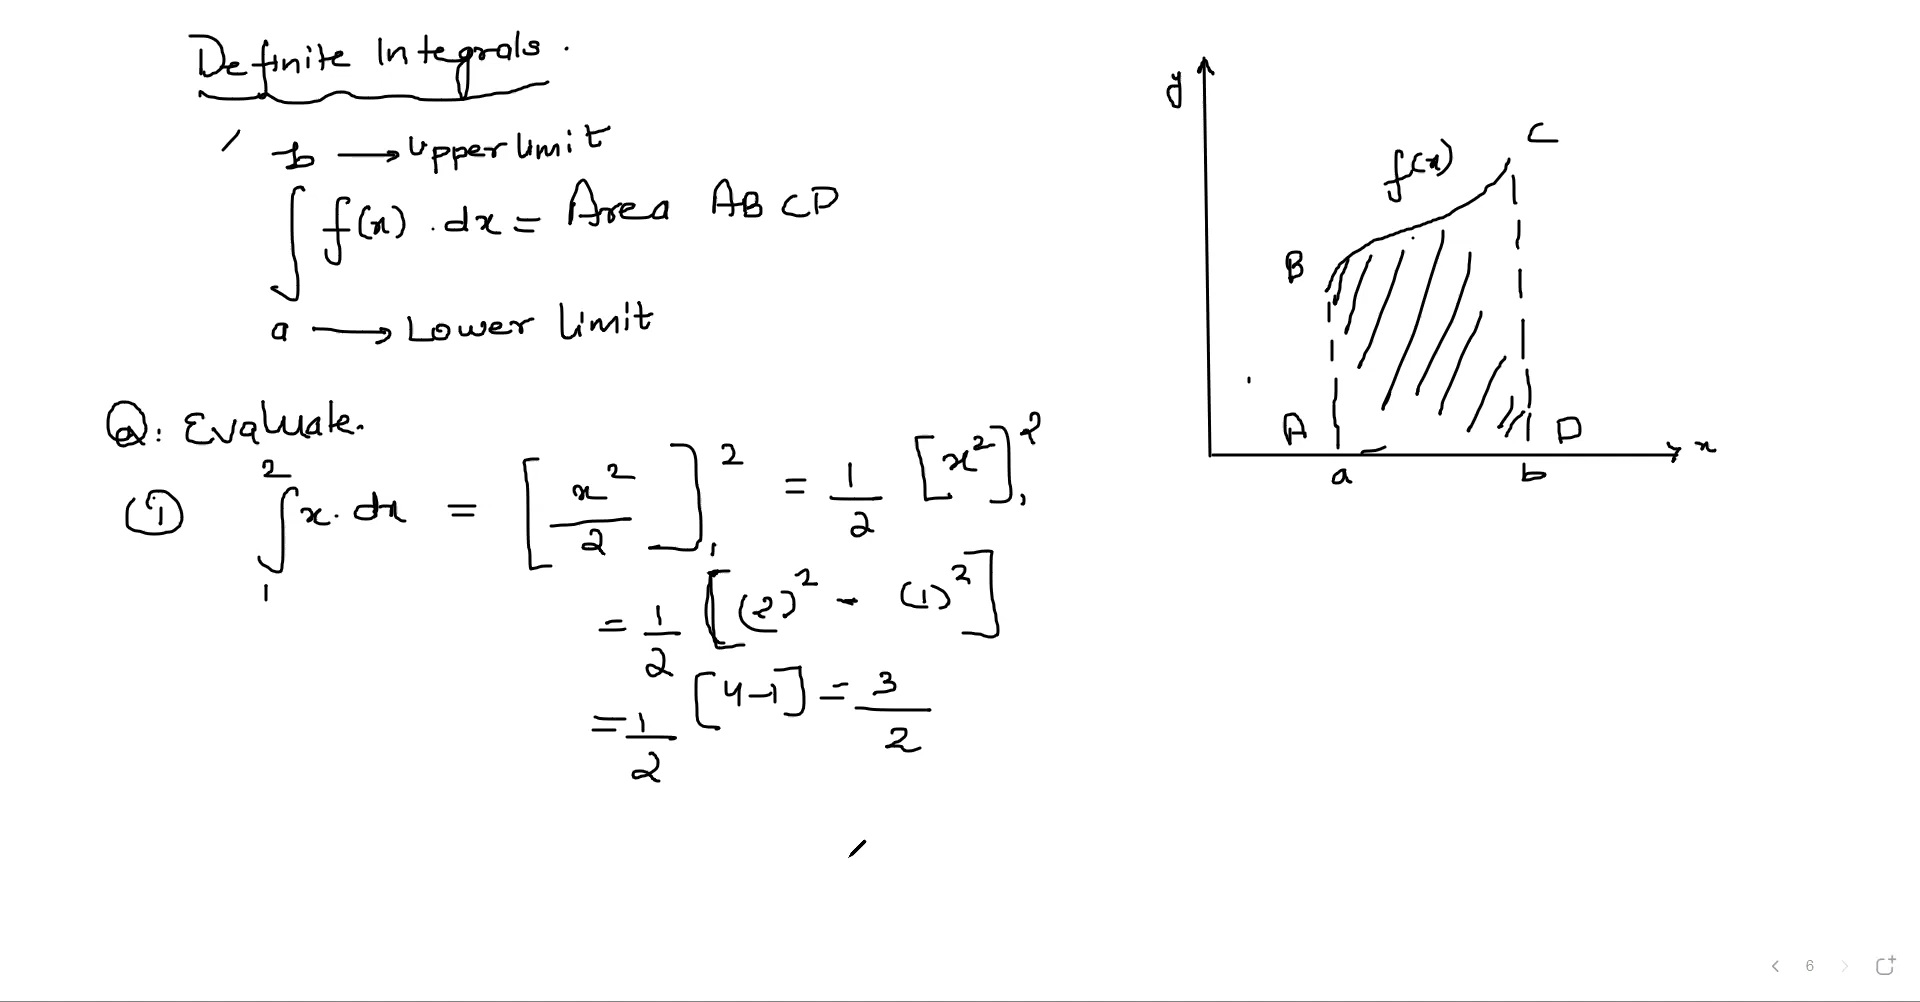 Definite Integrals.
b → Upper limit
∫ f(x) . dx = Area ABCD
a → Lower limit
Q. Evaluate.
① ∫₁² x. dx = [x²/2]₁² = 1/2 [x²]₁²
= 1/2 [(2)² - (1)²]
= 1/2 [4-1] = 3/2
y
C
f(x)
B
A
D
x
a
b
6